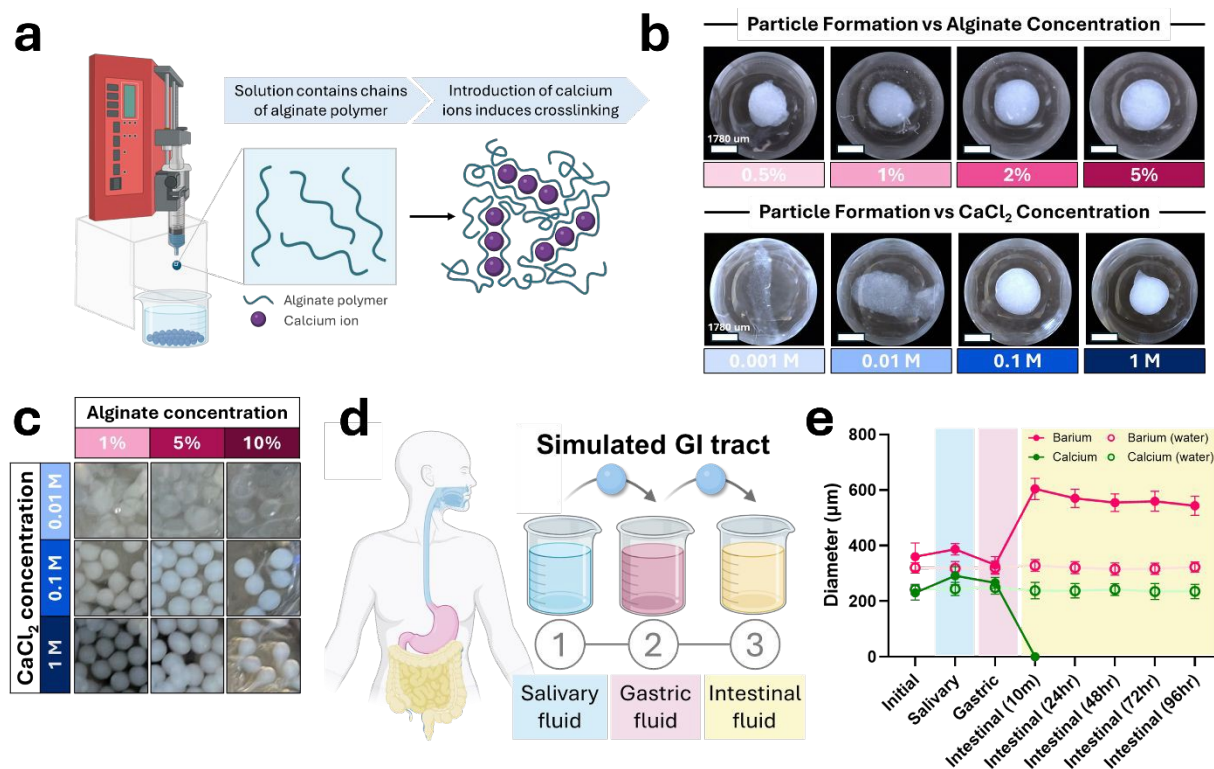 a
Solution contains chains
of alginate polymer
Introduction of calcium
ions induces crosslinking
Alginate polymer
Calcium ion
b
Particle Formation vs Alginate Concentration
1780 um
0.5%
1%
2%
5%
Particle Formation vs CaCl₂ Concentration
1780 um
0.001 M
0.01 M
0.1 M
1 M
c
Alginate concentration
1%
5%
10%
CaCl₂ concentration
0.01 M
0.1 M
1 M
d
Simulated GI tract
1
2
3
Salivary
fluid
Gastric
fluid
Intestinal
fluid
e
Barium
Barium (water)
Calcium
Calcium (water)
Diameter (µm)
800
600
400
200
0
Initial
Salivary
Gastric
Intestinal (10m)
Intestinal (24hr)
Intestinal (48hr)
Intestinal (72hr)
Intestinal (96hr)